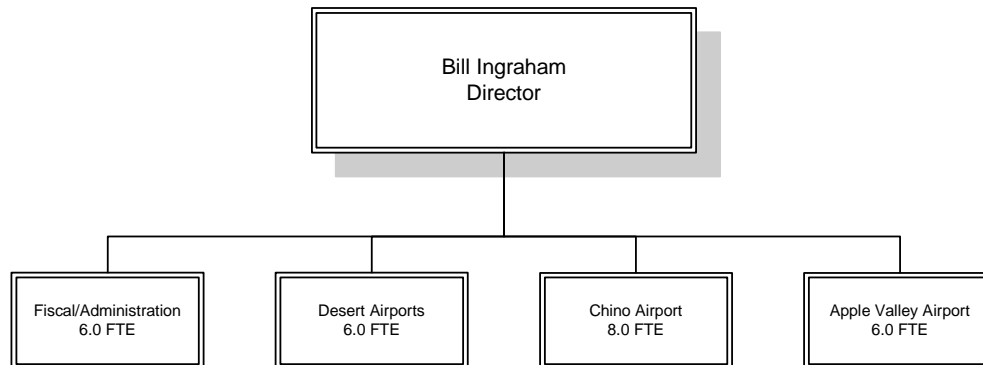 Bill Ingraham
Director
Fiscal/Administration
6.0 FTE
Desert Airports
6.0 FTE
Chino Airport
8.0 FTE
Apple Valley Airport
6.0 FTE